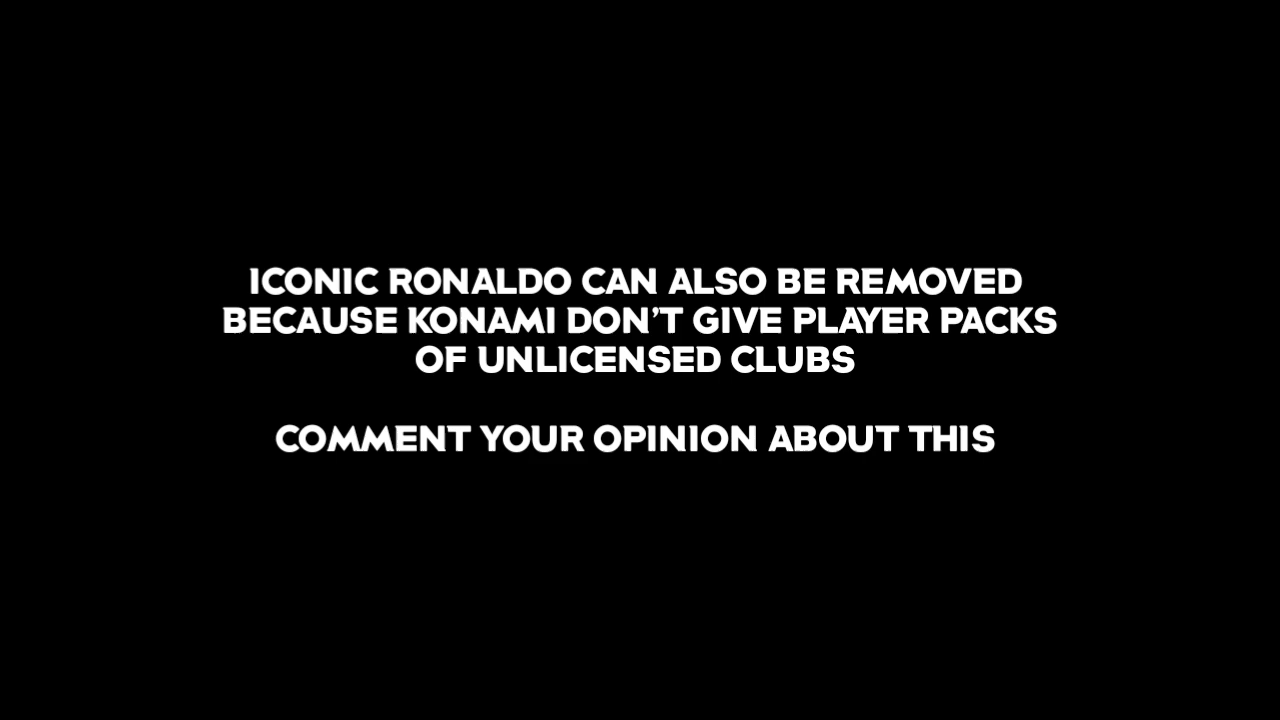 ICONIC RONALDO CAN ALSO BE REMOVED
BECAUSE KONAMI DON'T GIVE PLAYER PACKS
OF UNLICENSED CLUBS
COMMENT YOUR OPINION ABOUT THIS